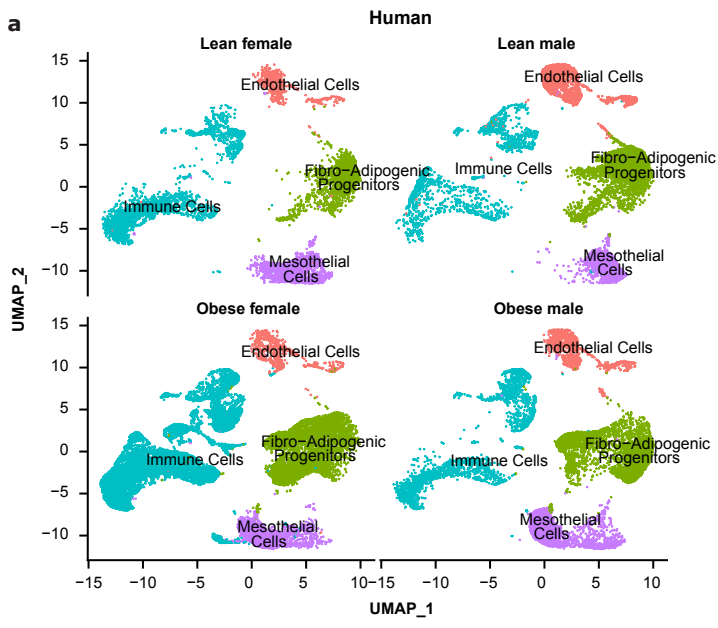 a
Human
Lean female
Lean male
15
10
5
0
−5
−10
Endothelial Cells
Fibro−Adipogenic
Progenitors
Immune Cells
Mesothelial
Cells
Endothelial Cells
Immune Cells
Fibro−Adipogenic
Progenitors
Mesothelial
Cells
UMAP_2
Obese female
Obese male
15
10
5
0
−5
−10
Endothelial Cells
Fibro−Adipogenic
Progenitors
Immune Cells
Mesothelial
Cells
Endothelial Cells
Fibro−Adipogenic
Progenitors
Immune Cells
Mesothelial
Cells
−15 −10 −5 0 5 10 −15 −10 −5 0 5 10
UMAP_1